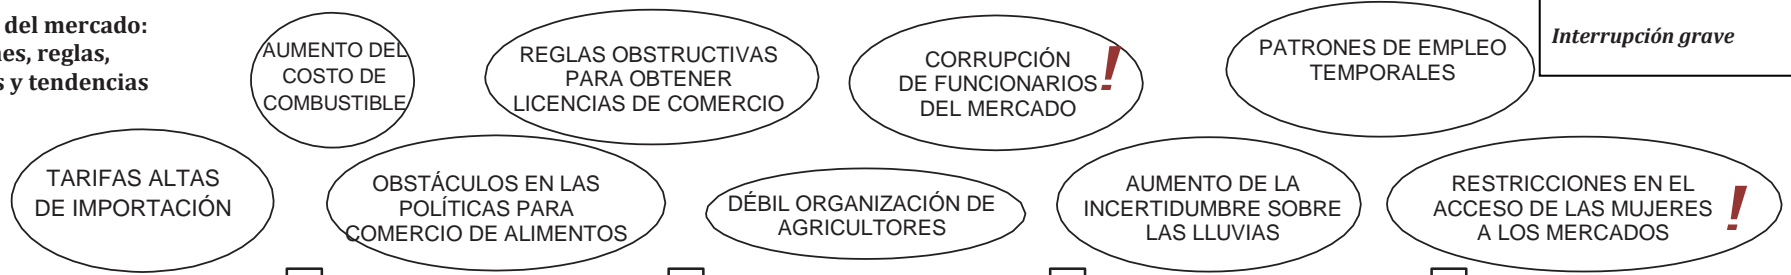 del mercado:
nes, reglas,
s y tendencias
AUMENTO DEL
COSTO DE
COMBUSTIBLE
REGLAS OBSTRUCTIVAS
PARA OBTENER
LICENCIAS DE COMERCIO
CORRUPCIÓN
DE FUNCIONARIOS
DEL MERCADO
!
PATRONES DE EMPLEO
TEMPORALES
Interrupción grave
TARIFAS ALTAS
DE IMPORTACIÓN
OBSTÁCULOS EN LAS
POLÍTICAS PARA
COMERCIO DE ALIMENTOS
DÉBIL ORGANIZACIÓN DE
AGRICULTORES
AUMENTO DE LA
INCERTIDUMBRE SOBRE
LAS LLUVIAS
RESTRICCIONES EN EL
ACCESO DE LAS MUJERES
A LOS MERCADOS
!